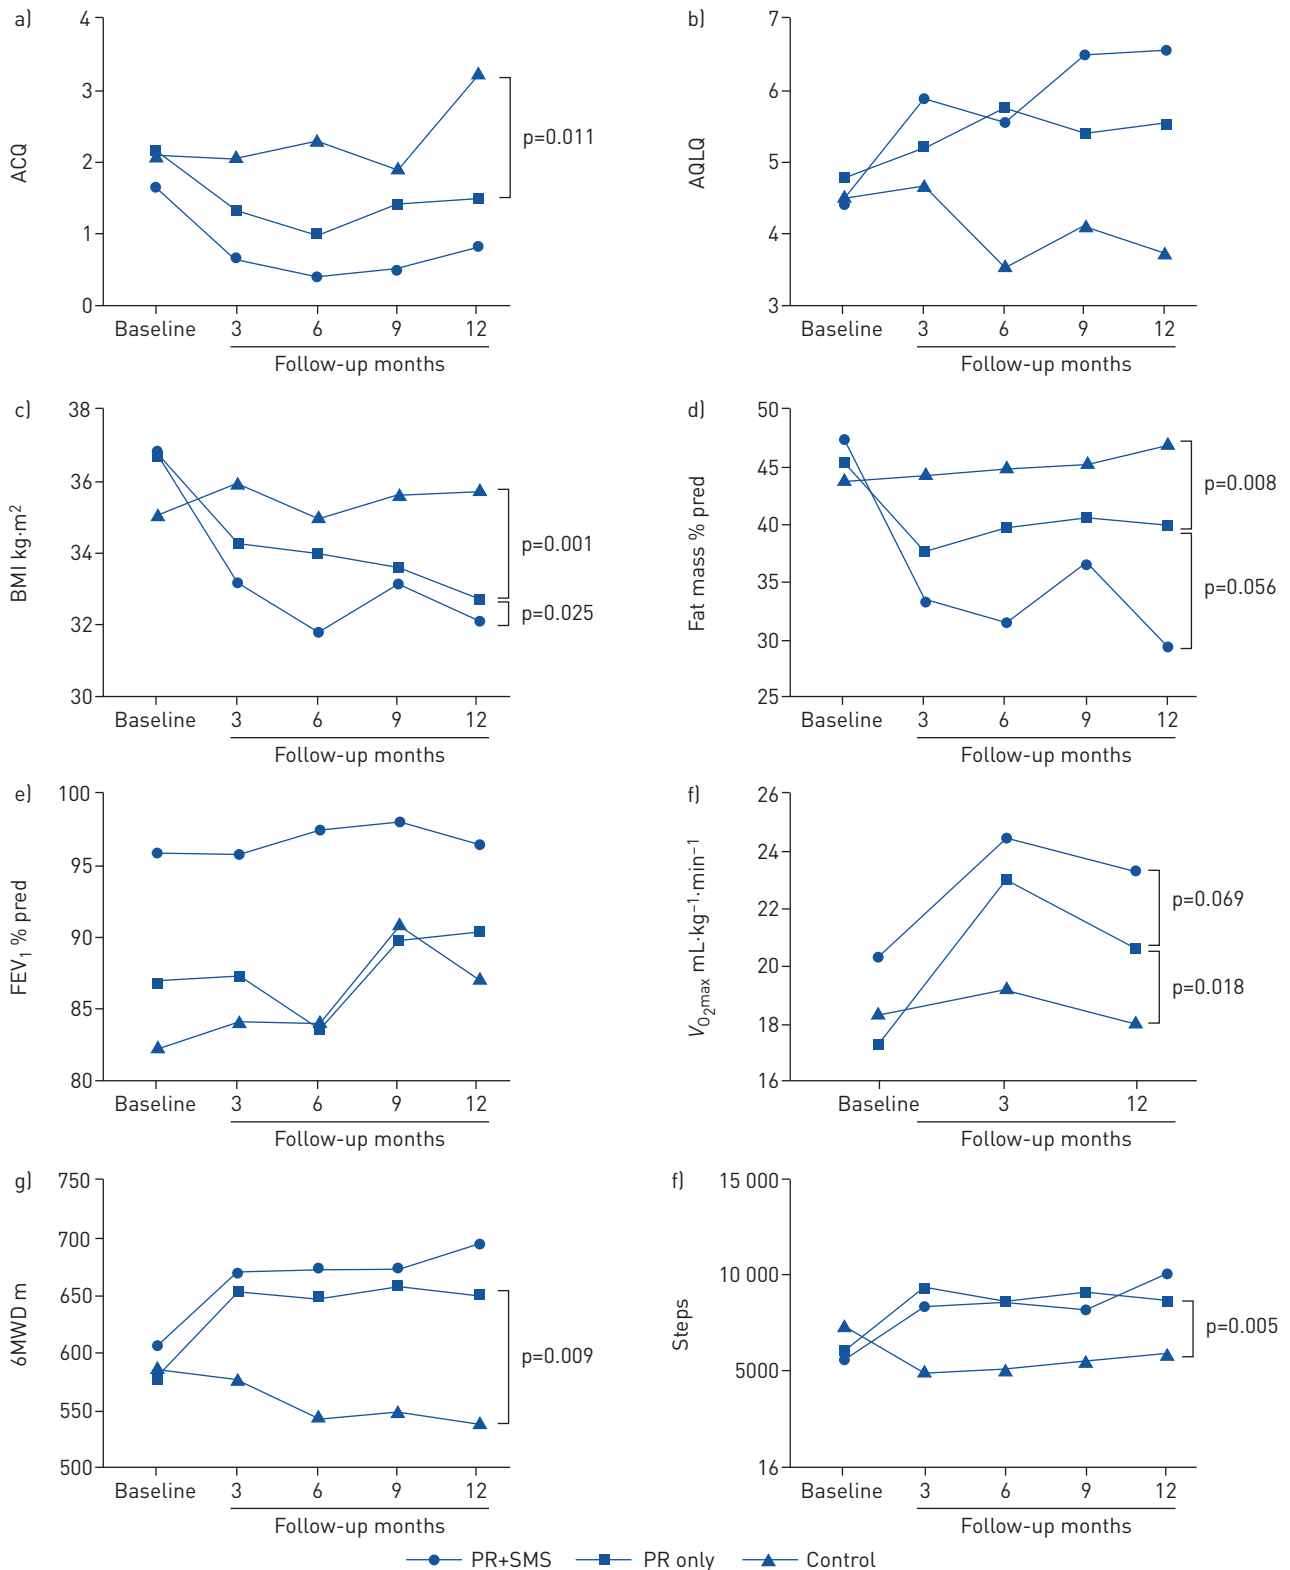 a)
4
3
2
1
0
ACQ
p=0.011
Baseline 3 6 9 12
Follow-up months
b)
7
6
5
4
3
AQLQ
Baseline 3 6 9 12
Follow-up months
c)
38
36
34
32
30
BMI kg·m²
p=0.001
p=0.025
Baseline 3 6 9 12
Follow-up months
d)
50
45
40
35
30
25
Fat mass % pred
p=0.008
p=0.056
Baseline 3 6 9 12
Follow-up months
e)
100
95
90
85
80
FEV₁ % pred
Baseline 3 6 9 12
Follow-up months
f)
26
24
22
20
18
16
VO₂max mL·kg⁻¹·min⁻¹
p=0.069
p=0.018
Baseline 3 12
Follow-up months
g)
750
700
650
600
550
500
6MWD m
p=0.009
Baseline 3 6 9 12
Follow-up months
f)
15 000
10 000
5000
16
Steps
p=0.005
Baseline 3 6 9 12
Follow-up months
PR+SMS PR only Control